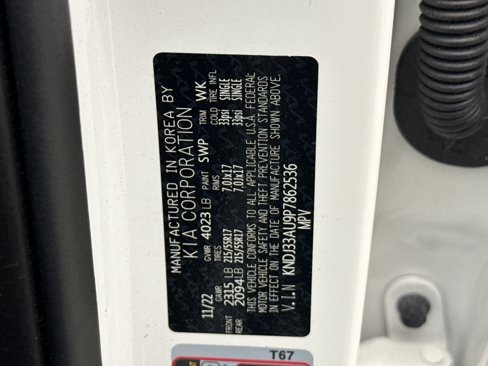 MANUFACTURED IN KOREA BY
KIA CORPORATION
11/22 GVWR 4023 LB PAINT SWP TRIM WK
GAWR TIRES RIMS COLD TIRE INFL
FRONT 2315 LB 215/55R17 7.0Jx17 33psi SINGLE
REAR 2094 LB 215/55R17 7.0Jx17 33psi SINGLE
THIS VEHICLE CONFORMS TO ALL APPLICABLE U.S.A. FEDERAL
MOTOR VEHICLE SAFETY AND THEFT PREVENTION STANDARDS
IN EFFECT ON THE DATE OF MANUFACTURE SHOWN ABOVE.
V.I.N KNDJ33AU9P7862536
MPV
T67